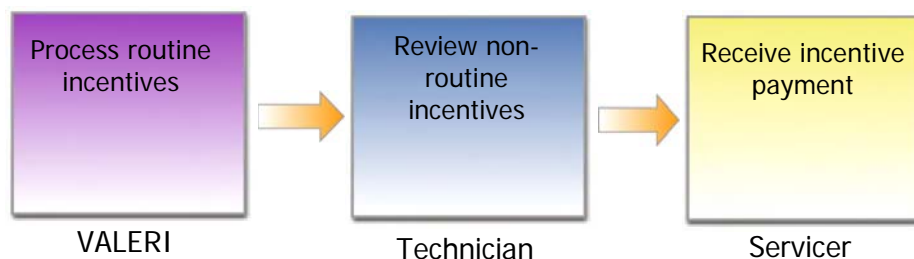 Process routine
incentives
Review non-
routine
incentives
Receive incentive
payment
VALERI
Technician
Servicer